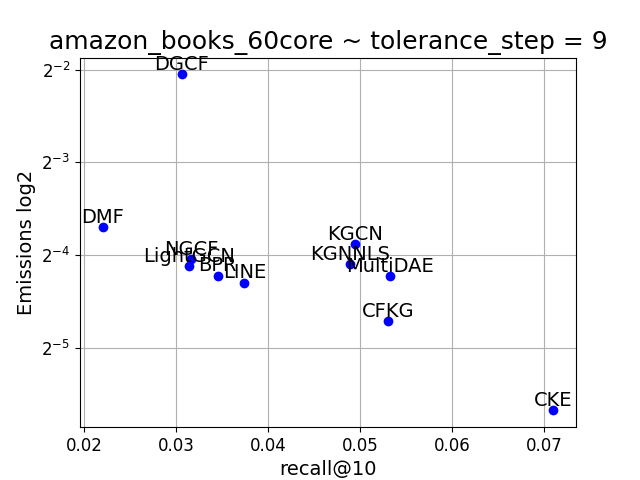 amazon_books_60core ~ tolerance_step = 9
2^-2
DGCF
2^-3
DMF
KGCN
NGCF
2^-4
LightGCN
KGNNLS
BPR
LINE
MultiDAE
CFKG
2^-5
CKE
Emissions log2
0.02 0.03 0.04 0.05 0.06 0.07
recall@10